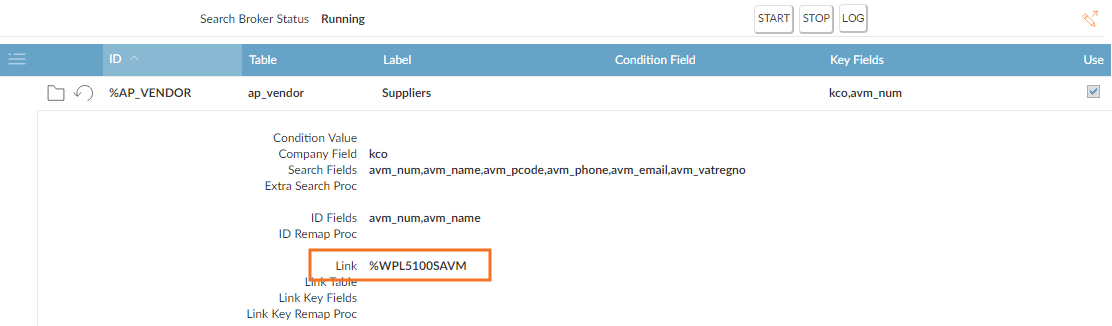 Search Broker Status Running START STOP LOG
ID Table Label Condition Field Key Fields Use
%AP_VENDOR ap_vendor Suppliers kco,avm_num
Condition Value
Company Field kco
Search Fields avm_num,avm_name,avm_pcode,avm_phone,avm_email,avm_vatregno
Extra Search Proc
ID Fields avm_num,avm_name
ID Remap Proc
Link %WPL5100SAVM
Link Table
Link Key Fields
Link Key Remap Proc